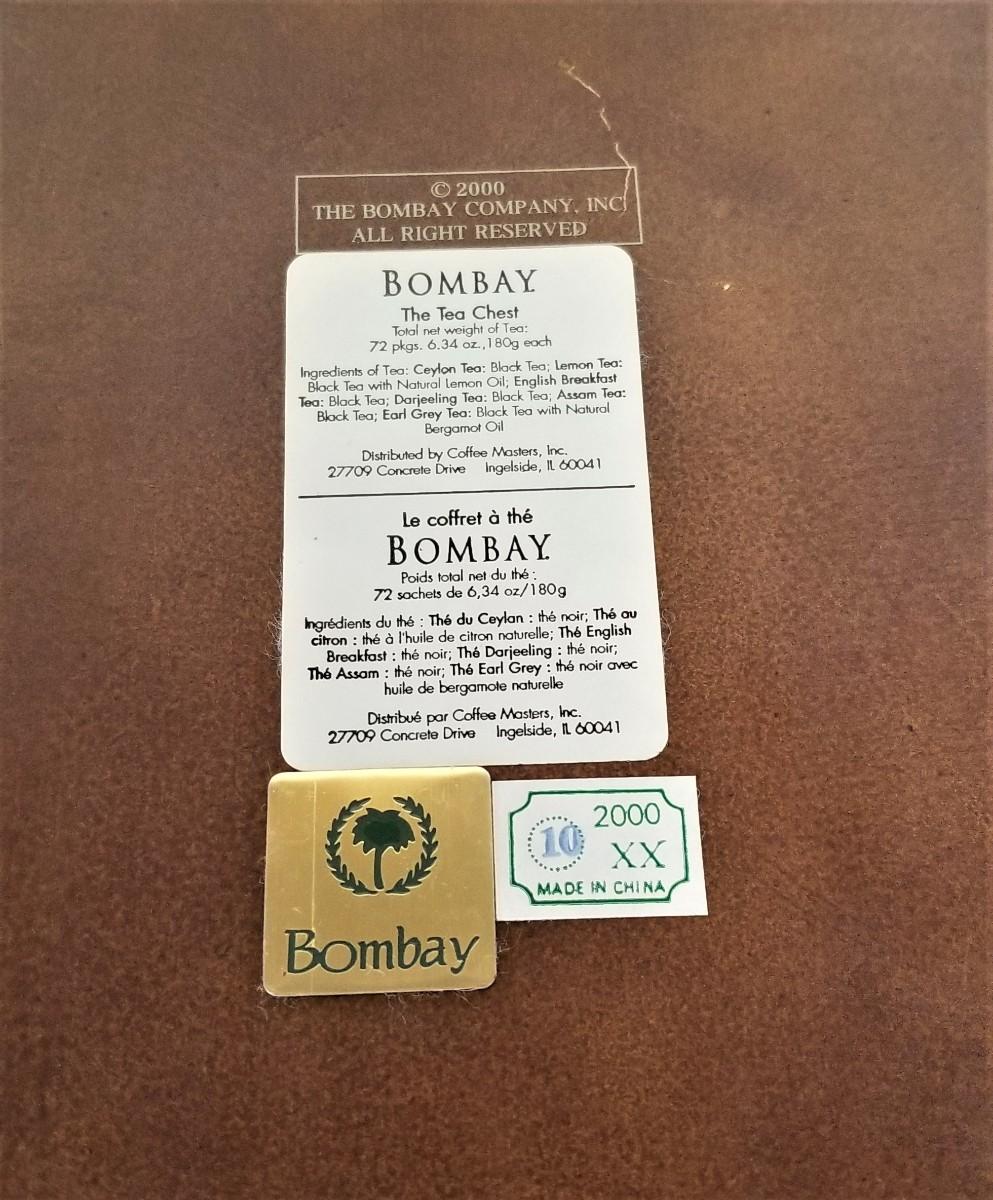 © 2000
THE BOMBAY COMPANY, INC
ALL RIGHT RESERVED
BOMBAY
The Tea Chest
Total net weight of Tea:
72 pkgs. 6.34 oz.,180g each
Ingredients of Tea: Ceylon Tea: Black Tea; Lemon Tea:
Black Tea with Natural Lemon Oil; English Breakfast
Tea: Black Tea; Darjeeling Tea: Black Tea; Assam Tea:
Black Tea; Earl Grey Tea: Black Tea with Natural
Bergamot Oil
Distributed by Coffee Masters, Inc.
27709 Concrete Drive Ingelside, IL 60041
Le coffret à thé
BOMBAY
Poids total net du thé :
72 sachets de 6,34 oz/180g
Ingrédients du thé : Thé du Ceylan : thé noir; Thé au
citron : thé à l'huile de citron naturelle; Thé English
Breakfast : thé noir; Thé Darjeeling : thé noir;
Thé Assam : thé noir; Thé Earl Grey : thé noir avec
huile de bergamote naturelle
Distribué par Coffee Masters, Inc.
27709 Concrete Drive Ingelside, IL 60041
Bombay
10 2000
XX
MADE IN CHINA